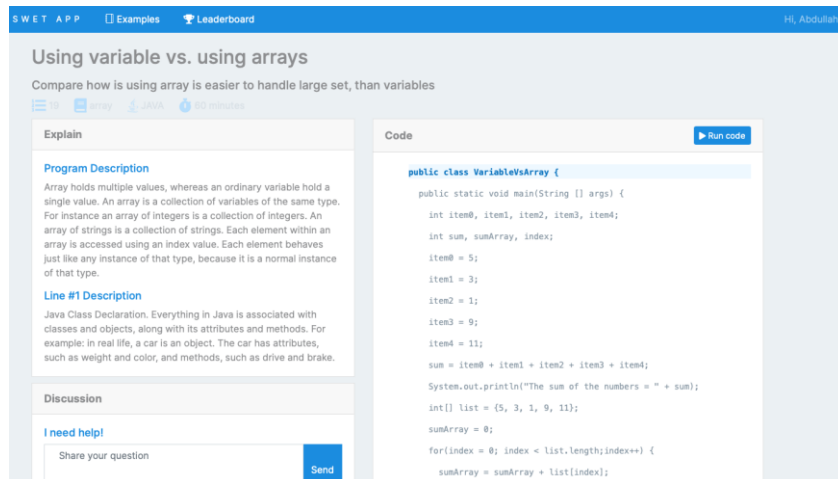 SWET APP Examples Leaderboard Hi, Abdullah
Using variable vs. using arrays
Compare how is using array is easier to handle large set, than variables
10 array JAVA 60 minutes
Explain
Program Description
Array holds multiple values, whereas an ordinary variable hold a
single value. An array is a collection of variables of the same type.
For instance an array of integers is a collection of integers. An
array of strings is a collection of strings. Each element within an
array is accessed using an index value. Each element behaves
just like any instance of that type, because it is a normal instance
of that type.
Line #1 Description
Java Class Declaration. Everything in Java is associated with
classes and objects, along with its attributes and methods. For
example: in real life, a car is an object. The car has attributes,
such as weight and color, and methods, such as drive and brake.
Discussion
I need help!
Share your question
Send
Code
Run code
public class VariableVsArray {
public static void main(String [] args) {
int item0, item1, item2, item3, item4;
int sum, sumArray, index;
item0 = 5;
item1 = 3;
item2 = 1;
item3 = 9;
item4 = 11;
sum = item0 + item1 + item2 + item3 + item4;
System.out.println("The sum of the numbers = " + sum);
int[] list = {5, 3, 1, 9, 11};
sumArray = 0;
for(index = 0; index < list.length;index++) {
sumArray = sumArray + list[index];